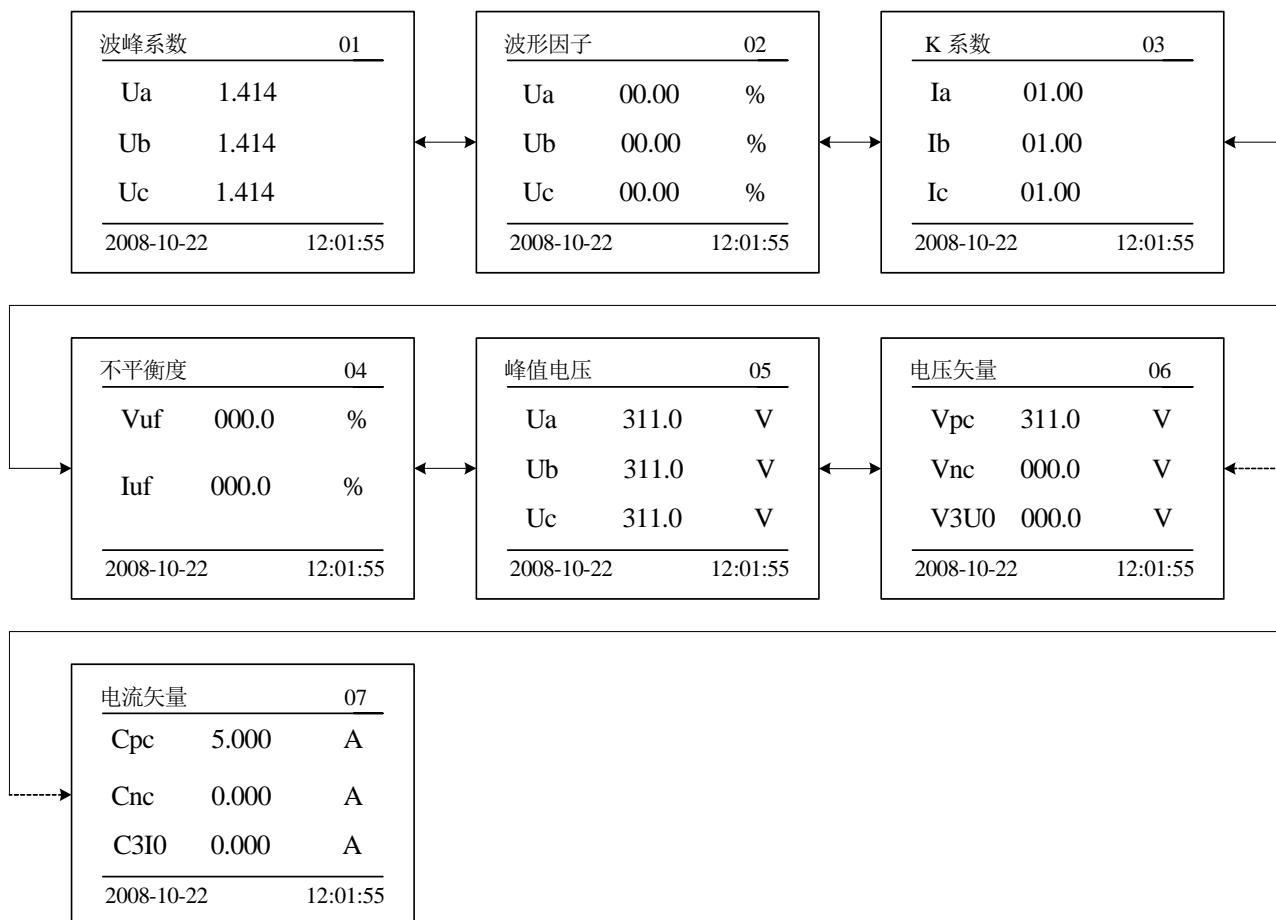 波峰系数 01
Ua 1.414
Ub 1.414
Uc 1.414
2008-10-22 12:01:55
波形因子 02
Ua 00.00 %
Ub 00.00 %
Uc 00.00 %
2008-10-22 12:01:55
K 系数 03
Ia 01.00
Ib 01.00
Ic 01.00
2008-10-22 12:01:55
不平衡度 04
Vuf 000.0 %
Iuf 000.0 %
2008-10-22 12:01:55
峰值电压 05
Ua 311.0 V
Ub 311.0 V
Uc 311.0 V
2008-10-22 12:01:55
电压矢量 06
Vpc 311.0 V
Vnc 000.0 V
V3U0 000.0 V
2008-10-22 12:01:55
电流矢量 07
Cpc 5.000 A
Cnc 0.000 A
C3I0 0.000 A
2008-10-22 12:01:55